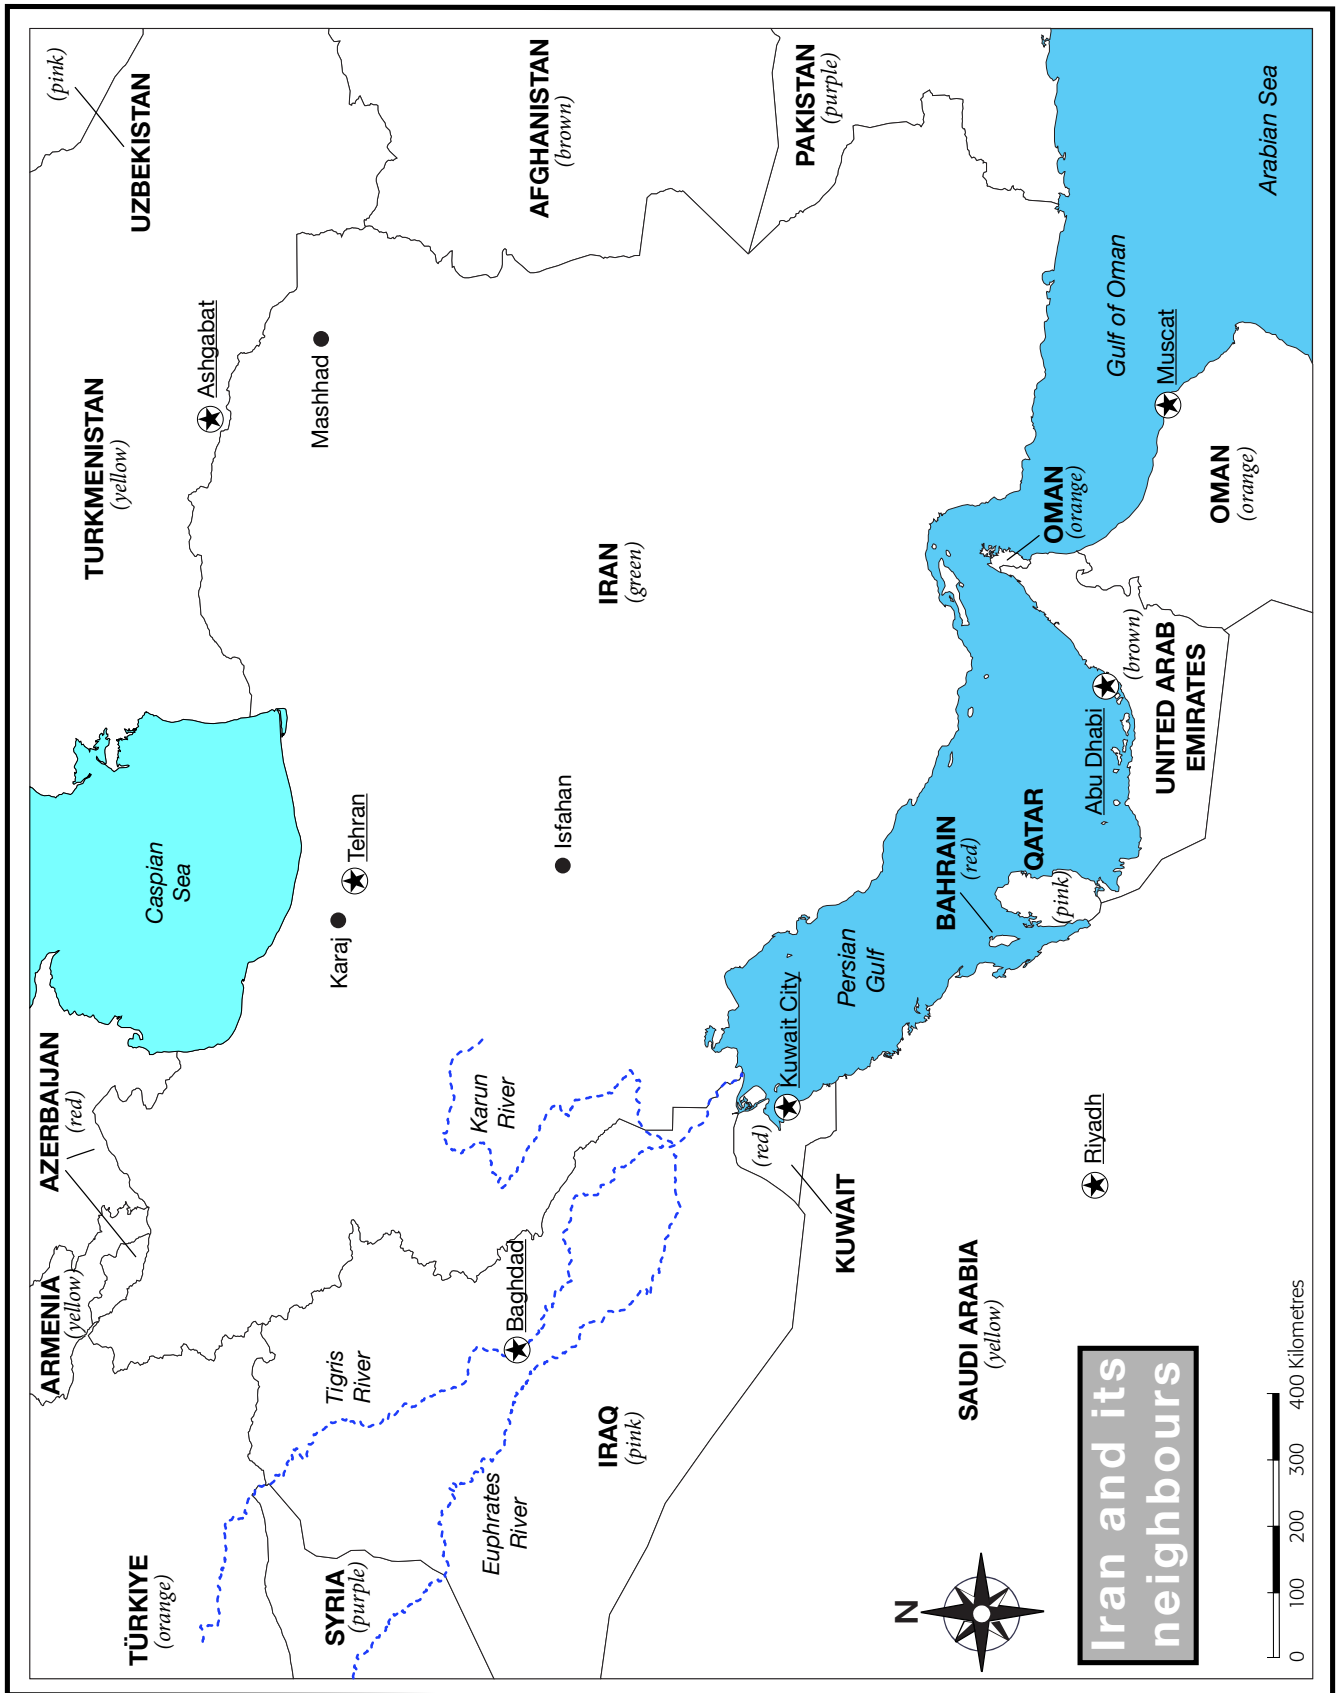 TÜRKIYE
(orange)
ARMENIA
(yellow)
AZERBAIJAN
(red)
Caspian
Sea
TURKMENISTAN
(yellow)
UZBEKISTAN
(pink)
Ashgabat
Mashhad
Karaj
Tehran
SYRIA
(purple)
Tigris
River
Euphrates
River
Baghdad
Karun
River
Isfahan
AFGHANISTAN
(brown)
IRAQ
(pink)
IRAN
(green)
PAKISTAN
(purple)
(red)
KUWAIT
Kuwait City
Persian
Gulf
BAHRAIN
(red)
QATAR
(pink)
OMAN
(orange)
Gulf of Oman
Arabian Sea
SAUDI ARABIA
(yellow)
Riyadh
Abu Dhabi
(brown)
UNITED ARAB
EMIRATES
Muscat
OMAN
(orange)
N
Iran and its
neighbours
0 100 200 300 400 Kilometres